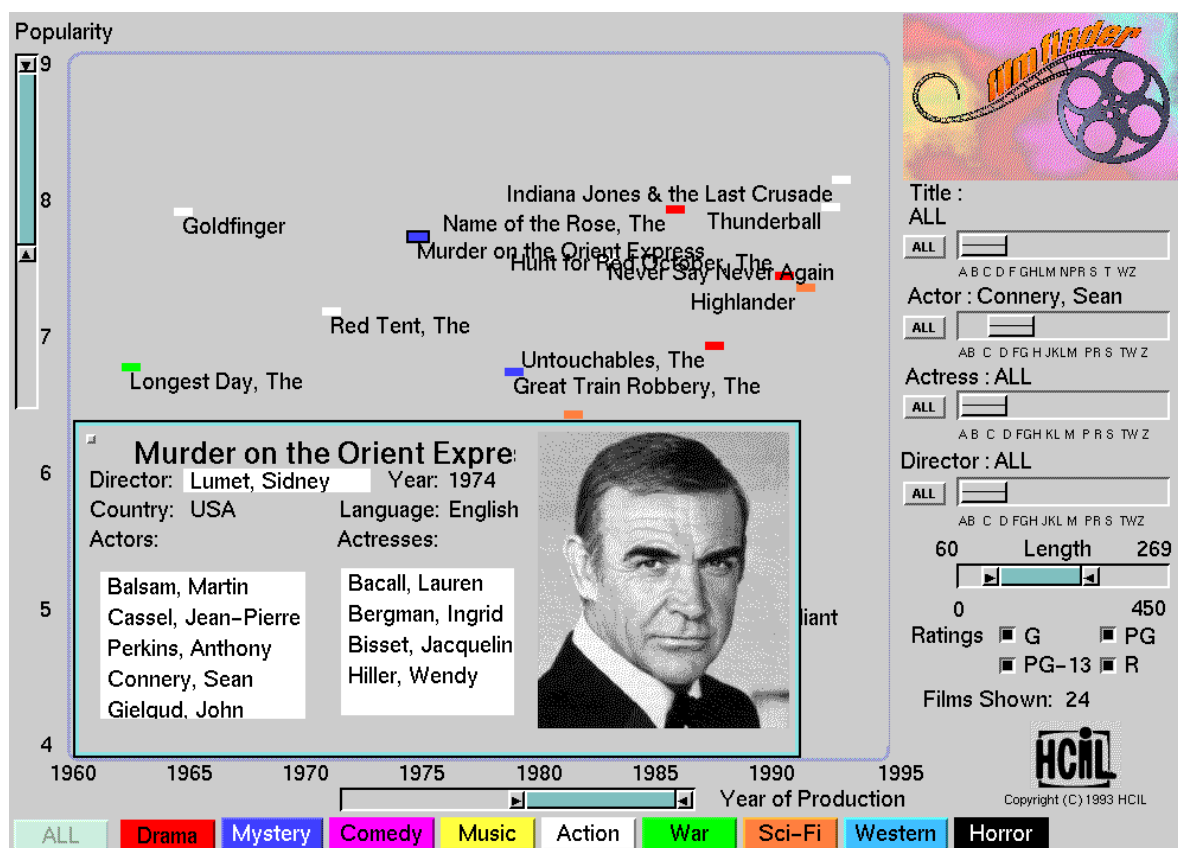 Popularity
film finder
9
8
7
6
5
4
Indiana Jones & the Last Crusade
Goldfinger
Name of the Rose, The
Thunderball
Murder on the Orient Express
Hunt for Red October, The
Never Say Never Again
Highlander
Red Tent, The
Untouchables, The
Longest Day, The
Great Train Robbery, The
Murder on the Orient Expre
Director: Lumet, Sidney Year: 1974
Country: USA Language: English
Actors: Actresses:
Balsam, Martin
Cassel, Jean-Pierre
Perkins, Anthony
Connery, Sean
Gielgud, John
Bacall, Lauren
Bergman, Ingrid
Bisset, Jacquelin
Hiller, Wendy
liant
1960 1965 1970 1975 1980 1985 1990 1995
Year of Production
ALL Drama Mystery Comedy Music Action War Sci-Fi Western Horror
Title :
ALL
ALL
A B C D F GHLM NPR S T WZ
Actor : Connery, Sean
ALL
AB C D FG H JKLM P R S TW Z
Actress : ALL
ALL
A B C D FGH KL M P R S TW Z
Director : ALL
ALL
AB C D FGH JKL M P R S TWZ
60 Length 269
0 450
Ratings G PG
PG-13 R
Films Shown: 24
HCIL
Copyright (C) 1993 HCIL